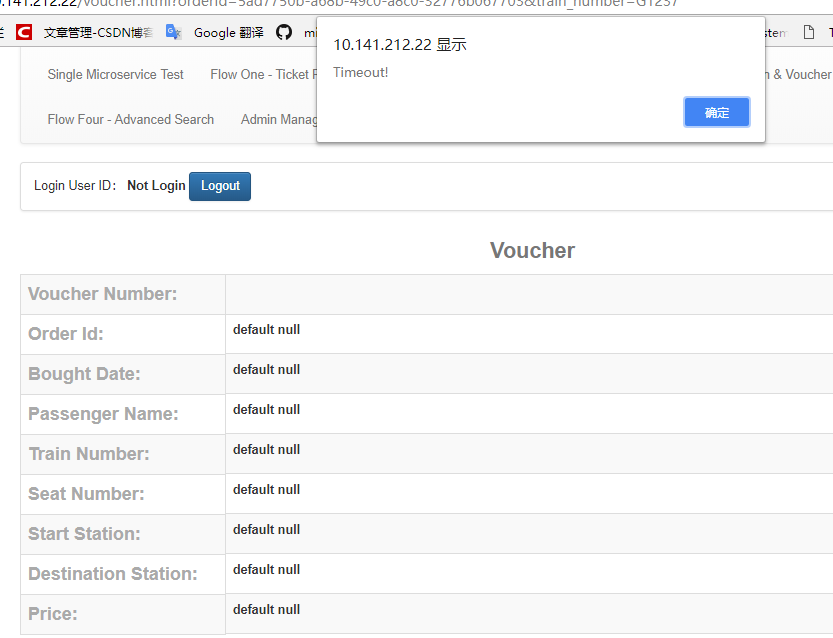 .141.212.22/voucher.html?orderId=5ad7750b-a68b-49c0-a8c0-32776b067703&train_number=G1237
文章管理-CSDN博客
Google 翻译
10.141.212.22 显示
Timeout!
确定
Single Microservice Test
Flow One - Ticket
& Voucher
Flow Four - Advanced Search
Admin Manag
Login User ID: Not Login Logout
Voucher
Voucher Number:
Order Id: default null
Bought Date: default null
Passenger Name: default null
Train Number: default null
Seat Number: default null
Start Station: default null
Destination Station: default null
Price: default null